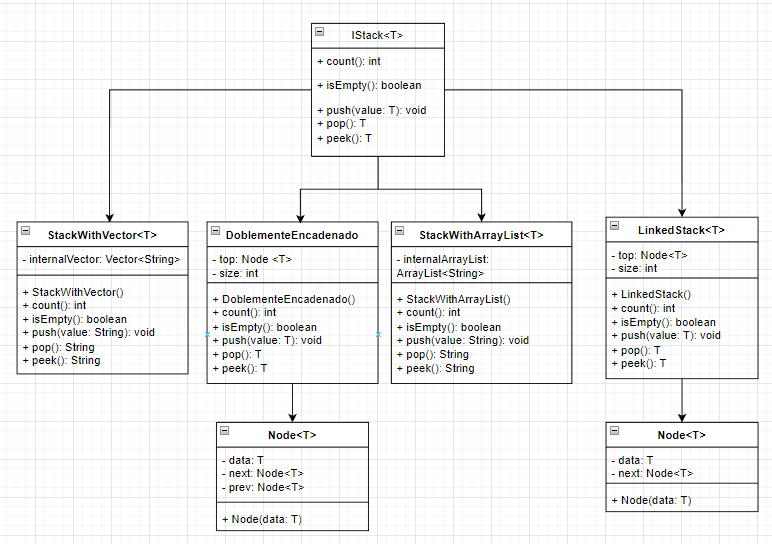 IStack<T>
+ count(): int
+ isEmpty(): boolean
+ push(value: T): void
+ pop(): T
+ peek(): T
StackWithVector<T>
- internalVector: Vector<String>
+ StackWithVector()
+ count(): int
+ isEmpty(): boolean
+ push(value: String): void
+ pop(): String
+ peek(): String
DoblementeEncadenado
- top: Node <T>
- size: int
+ DoblementeEncadenado()
+ count(): int
+ isEmpty(): boolean
+ push(value: T): void
+ pop(): T
+ peek(): T
StackWithArrayList<T>
- internalArrayList:
ArrayList<String>
+ StackWithArrayList()
+ count(): int
+ isEmpty(): boolean
+ push(value: String): void
+ pop(): String
+ peek(): String
LinkedStack<T>
- top: Node<T>
- size: int
+ LinkedStack()
+ count(): int
+ isEmpty(): boolean
+ push(value: T): void
+ pop(): T
+ peek(): T
Node<T>
- data: T
- next: Node<T>
- prev: Node<T>
+ Node(data: T)
Node<T>
- data: T
- next: Node<T>
+ Node(data: T)